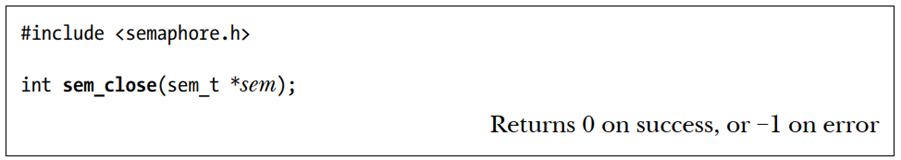 #include <semaphore.h>
int sem_close(sem_t *sem);
Returns 0 on success, or −1 on error